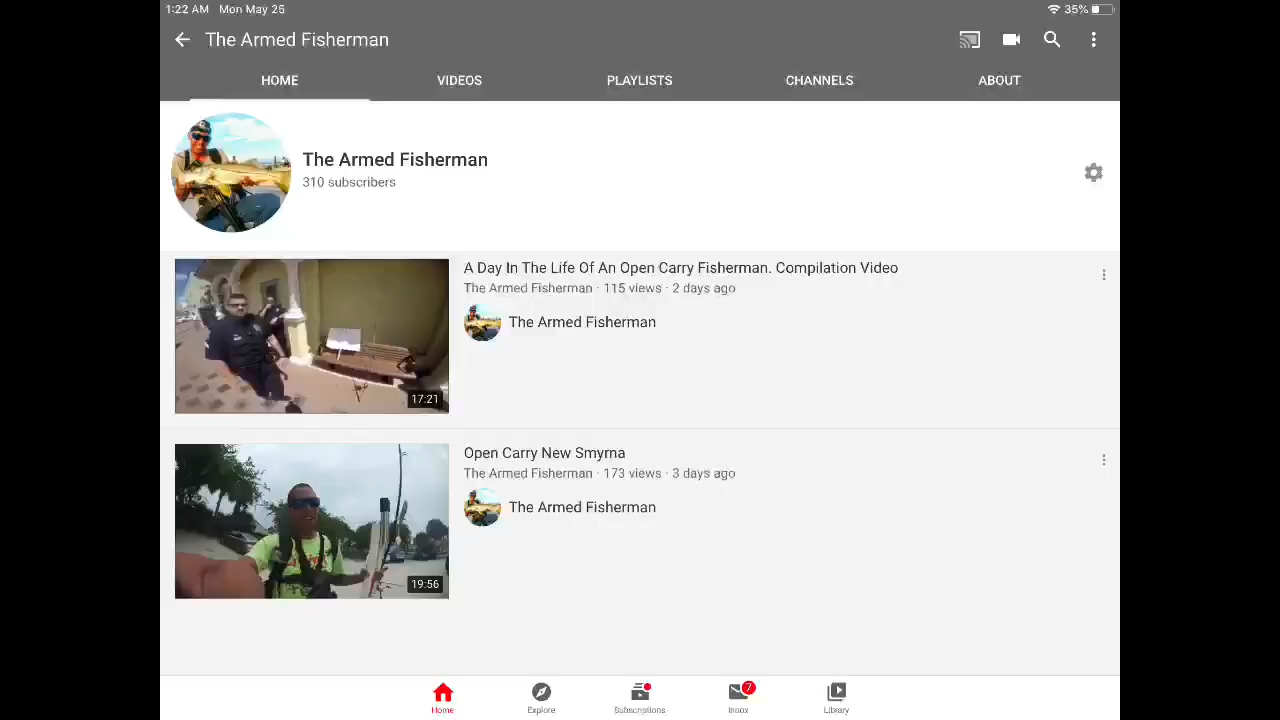 1:22 AM Mon May 25
35%
The Armed Fisherman
HOME VIDEOS PLAYLISTS CHANNELS ABOUT
The Armed Fisherman
310 subscribers
A Day In The Life Of An Open Carry Fisherman. Compilation Video
The Armed Fisherman · 115 views · 2 days ago
The Armed Fisherman
17:21
Open Carry New Smyrna
The Armed Fisherman · 173 views · 3 days ago
The Armed Fisherman
19:56
7
Home Explore Subscriptions Inbox Library